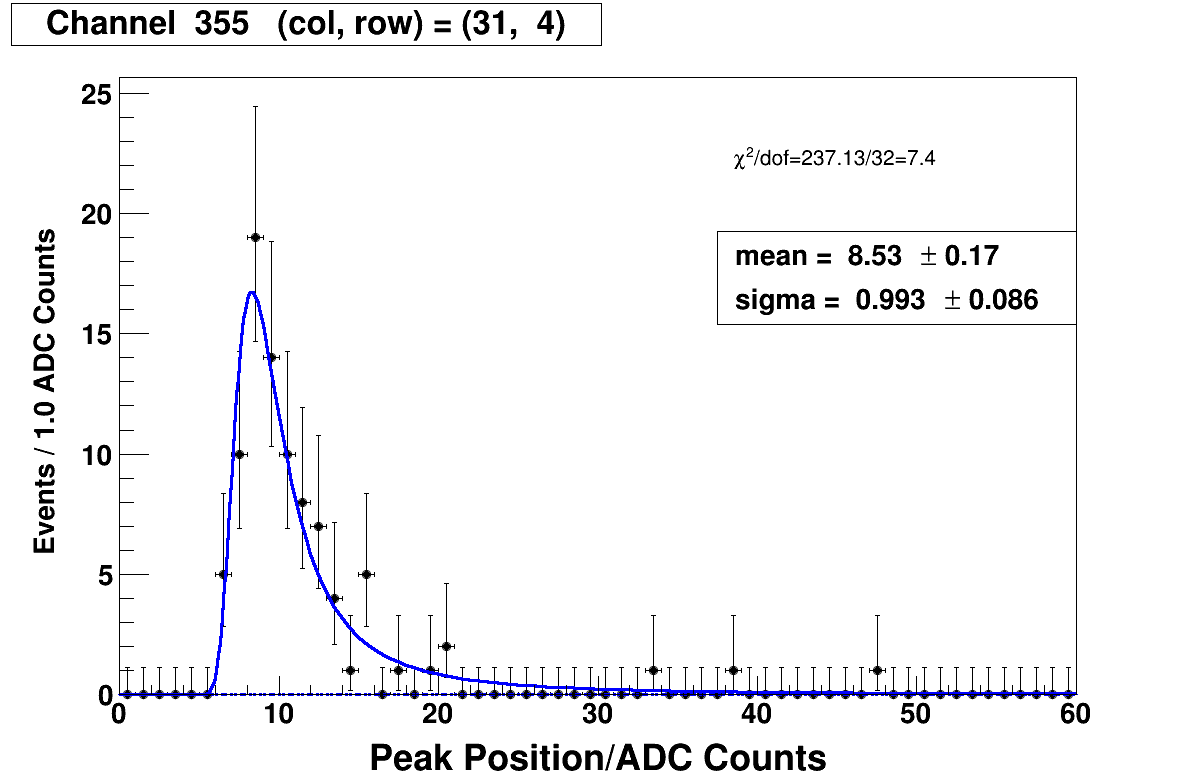 Channel 355 (col, row) = (31, 4)
25
20
15
10
5
0
Events / 1.0 ADC Counts
χ²/dof=237.13/32=7.4
mean = 8.53 ± 0.17
sigma = 0.993 ± 0.086
0 10 20 30 40 50 60
Peak Position/ADC Counts